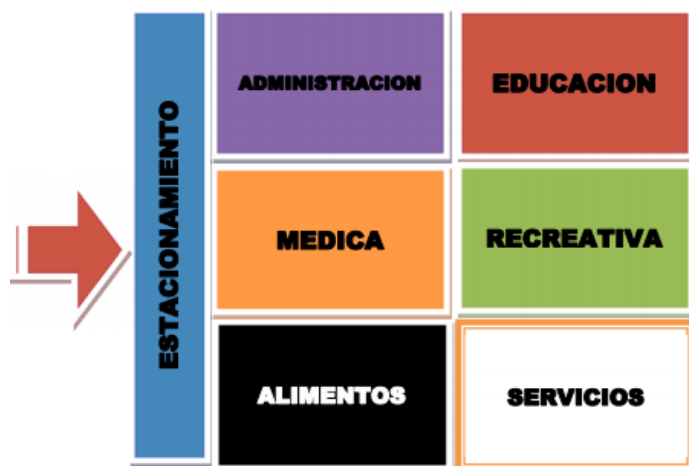 ESTACIONAMIENTO
ADMINISTRACION
EDUCACION
MEDICA
RECREATIVA
ALIMENTOS
SERVICIOS